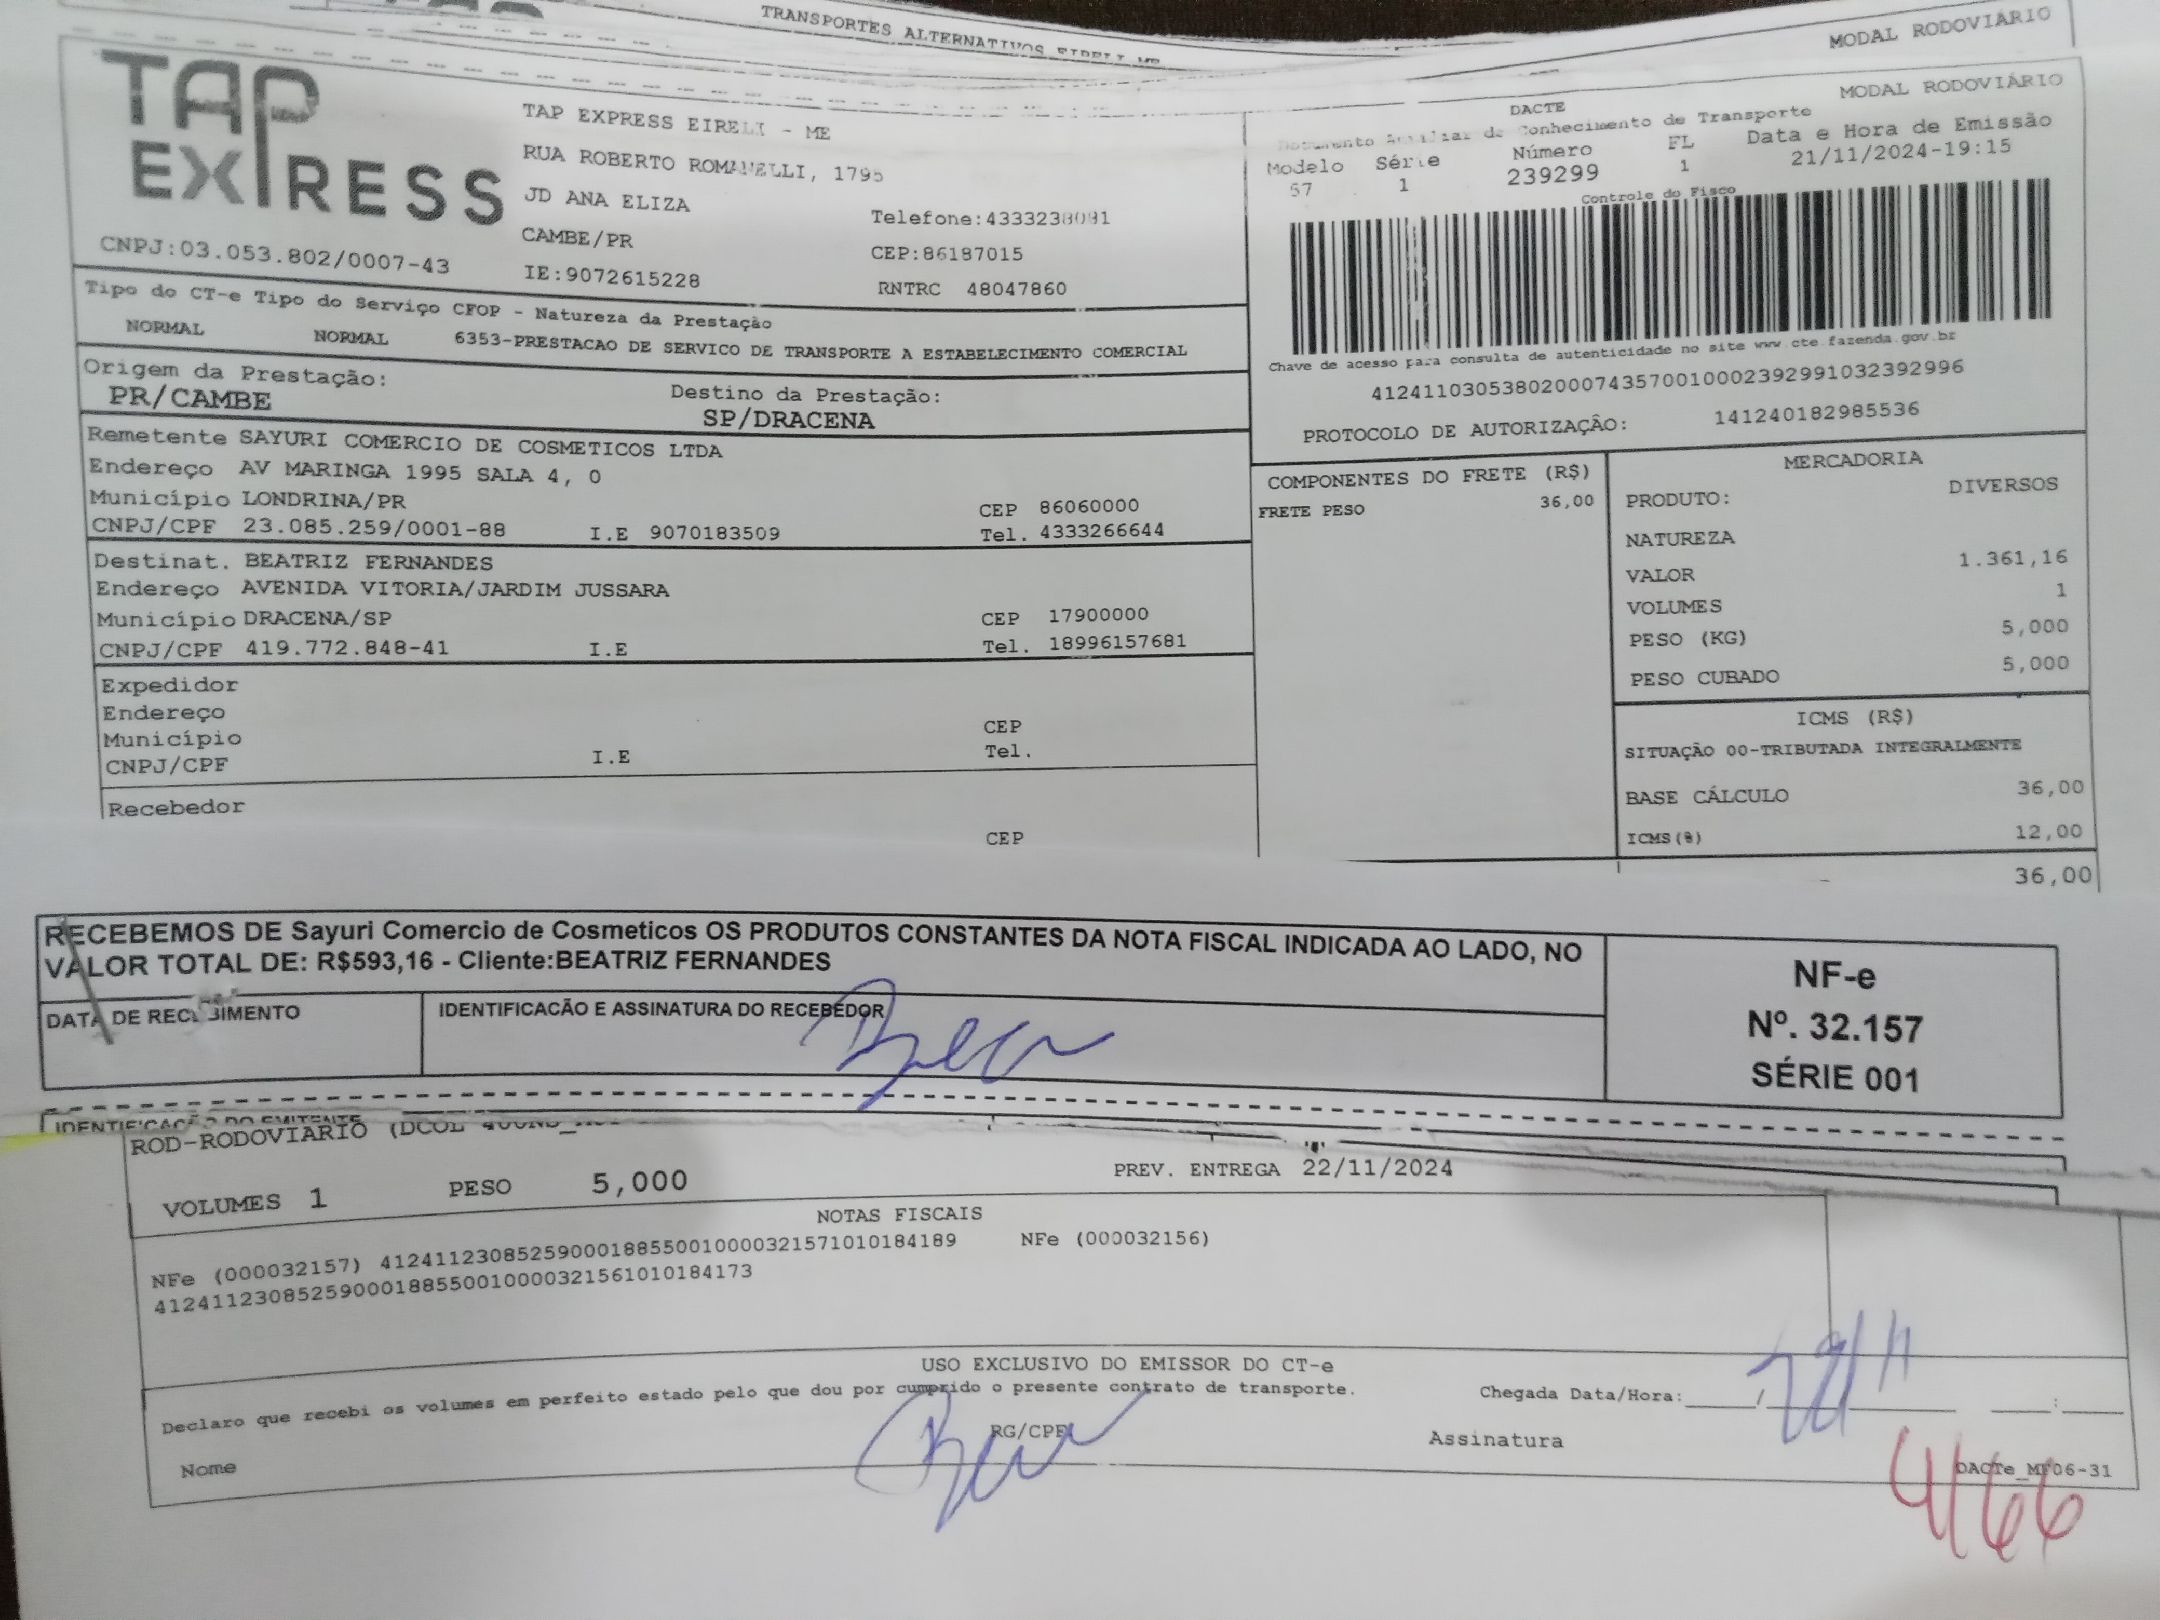 TRANSPORTES ALTERNATIVOS EIRELI ME
MODAL RODOVIÁRIO
TAP
EXPRESS
CNPJ:03.053.802/0007-43
TAP EXPRESS EIRELI - ME
RUA ROBERTO ROMANELLI, 1795
JD ANA ELIZA
CAMBE/PR
IE:9072615228
Telefone:4333238091
CEP:86187015
RNTRC 48047860
MODAL RODOVIÁRIO
DACTE
Documento Auxiliar de Conhecimento de Transporte
Modelo Série Número FL Data e Hora de Emissão
57 1 239299 1 21/11/2024-19:15
Controle do Fisco
Chave de acesso para consulta de autenticidade no site www.cte.fazenda.gov.br
41241103053802000743570010002392991032392996
PROTOCOLO DE AUTORIZAÇÃO: 141240182985536
Tipo do CT-e Tipo do Serviço CFOP - Natureza da Prestação
NORMAL NORMAL 6353-PRESTACAO DE SERVICO DE TRANSPORTE A ESTABELECIMENTO COMERCIAL
Origem da Prestação: Destino da Prestação:
PR/CAMBE SP/DRACENA
Remetente SAYURI COMERCIO DE COSMETICOS LTDA
Endereço AV MARINGA 1995 SALA 4, 0
Município LONDRINA/PR CEP 86060000
CNPJ/CPF 23.085.259/0001-88 I.E 9070183509 Tel. 4333266644
Destinat. BEATRIZ FERNANDES
Endereço AVENIDA VITORIA/JARDIM JUSSARA
Município DRACENA/SP CEP 17900000
CNPJ/CPF 419.772.848-41 I.E Tel. 18996157681
Expedidor
Endereço
Município CEP
CNPJ/CPF I.E Tel.
Recebedor
CEP
COMPONENTES DO FRETE (R$)
FRETE PESO 36,00
MERCADORIA
PRODUTO: DIVERSOS
NATUREZA
VALOR 1.361,16
VOLUMES 1
PESO (KG) 5,000
PESO CUBADO 5,000
ICMS (R$)
SITUAÇÃO 00-TRIBUTADA INTEGRALMENTE
BASE CÁLCULO 36,00
ICMS(%) 12,00
36,00
RECEBEMOS DE Sayuri Comercio de Cosmeticos OS PRODUTOS CONSTANTES DA NOTA FISCAL INDICADA AO LADO, NO
VALOR TOTAL DE: R$593,16 - Cliente:BEATRIZ FERNANDES
DATA DE RECEBIMENTO IDENTIFICACÃO E ASSINATURA DO RECEBEDOR
NF-e
Nº. 32.157
SÉRIE 001
IDENTIFICAÇÃO DO EMITENTE
ROD-RODOVIARIO
VOLUMES 1 PESO 5,000 PREV. ENTREGA 22/11/2024
NOTAS FISCAIS
NFe (000032157) 41241123085259000188550010000321571010184189 NFe (000032156)
41241123085259000188550010000321561010184173
USO EXCLUSIVO DO EMISSOR DO CT-e
Declaro que recebi os volumes em perfeito estado pelo que dou por cumprido o presente contrato de transporte.
Chegada Data/Hora:
Nome RG/CPF Assinatura
DACTe_MF06-31
466